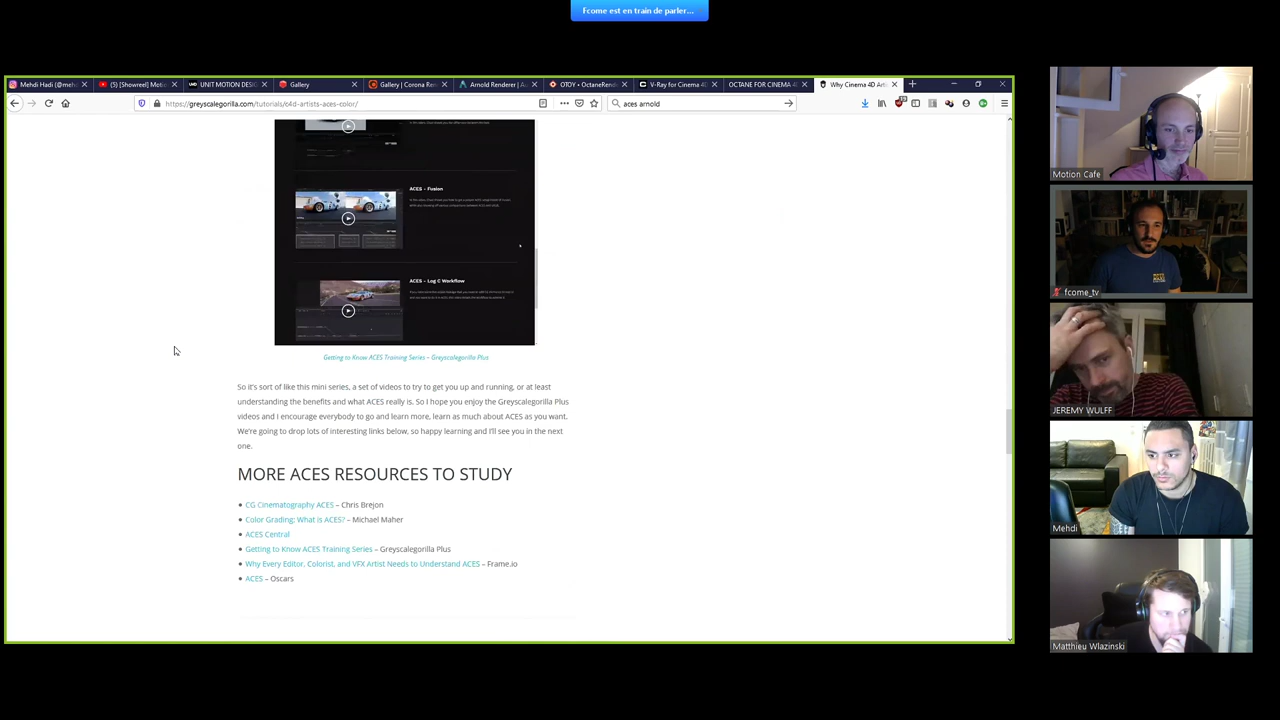 Fcome est en train de parler...
Mehdi Hadi (@meh
(5) [Showreel] Moti
UNIT MOTION DESI
Gallery
Gallery | Corona Ren
Arnold Renderer | Au
OTOY • OctaneRend
V-Ray for Cinema 4D
OCTANE FOR CINEMA 4D
Why Cinema 4D Arti
https://greyscalegorilla.com/tutorials/c4d-artists-aces-color/
aces arnold
ACES - Fusion
ACES - Log C Workflow
Getting to Know ACES Training Series – Greyscalegorilla Plus
So it's sort of like this mini series, a set of videos to try to get you up and running, or at least
understanding the benefits and what ACES really is. So I hope you enjoy the Greyscalegorilla Plus
videos and I encourage everybody to go and learn more, learn as much about ACES as you want.
We're going to drop lots of interesting links below, so happy learning and I'll see you in the next
one.
MORE ACES RESOURCES TO STUDY
• CG Cinematography ACES – Chris Brejon
• Color Grading: What is ACES? – Michael Maher
• ACES Central
• Getting to Know ACES Training Series – Greyscalegorilla Plus
• Why Every Editor, Colorist, and VFX Artist Needs to Understand ACES – Frame.io
• ACES – Oscars
Motion Cafe
fcome_tv
JEREMY WULFF
Mehdi
Matthieu Wlazinski